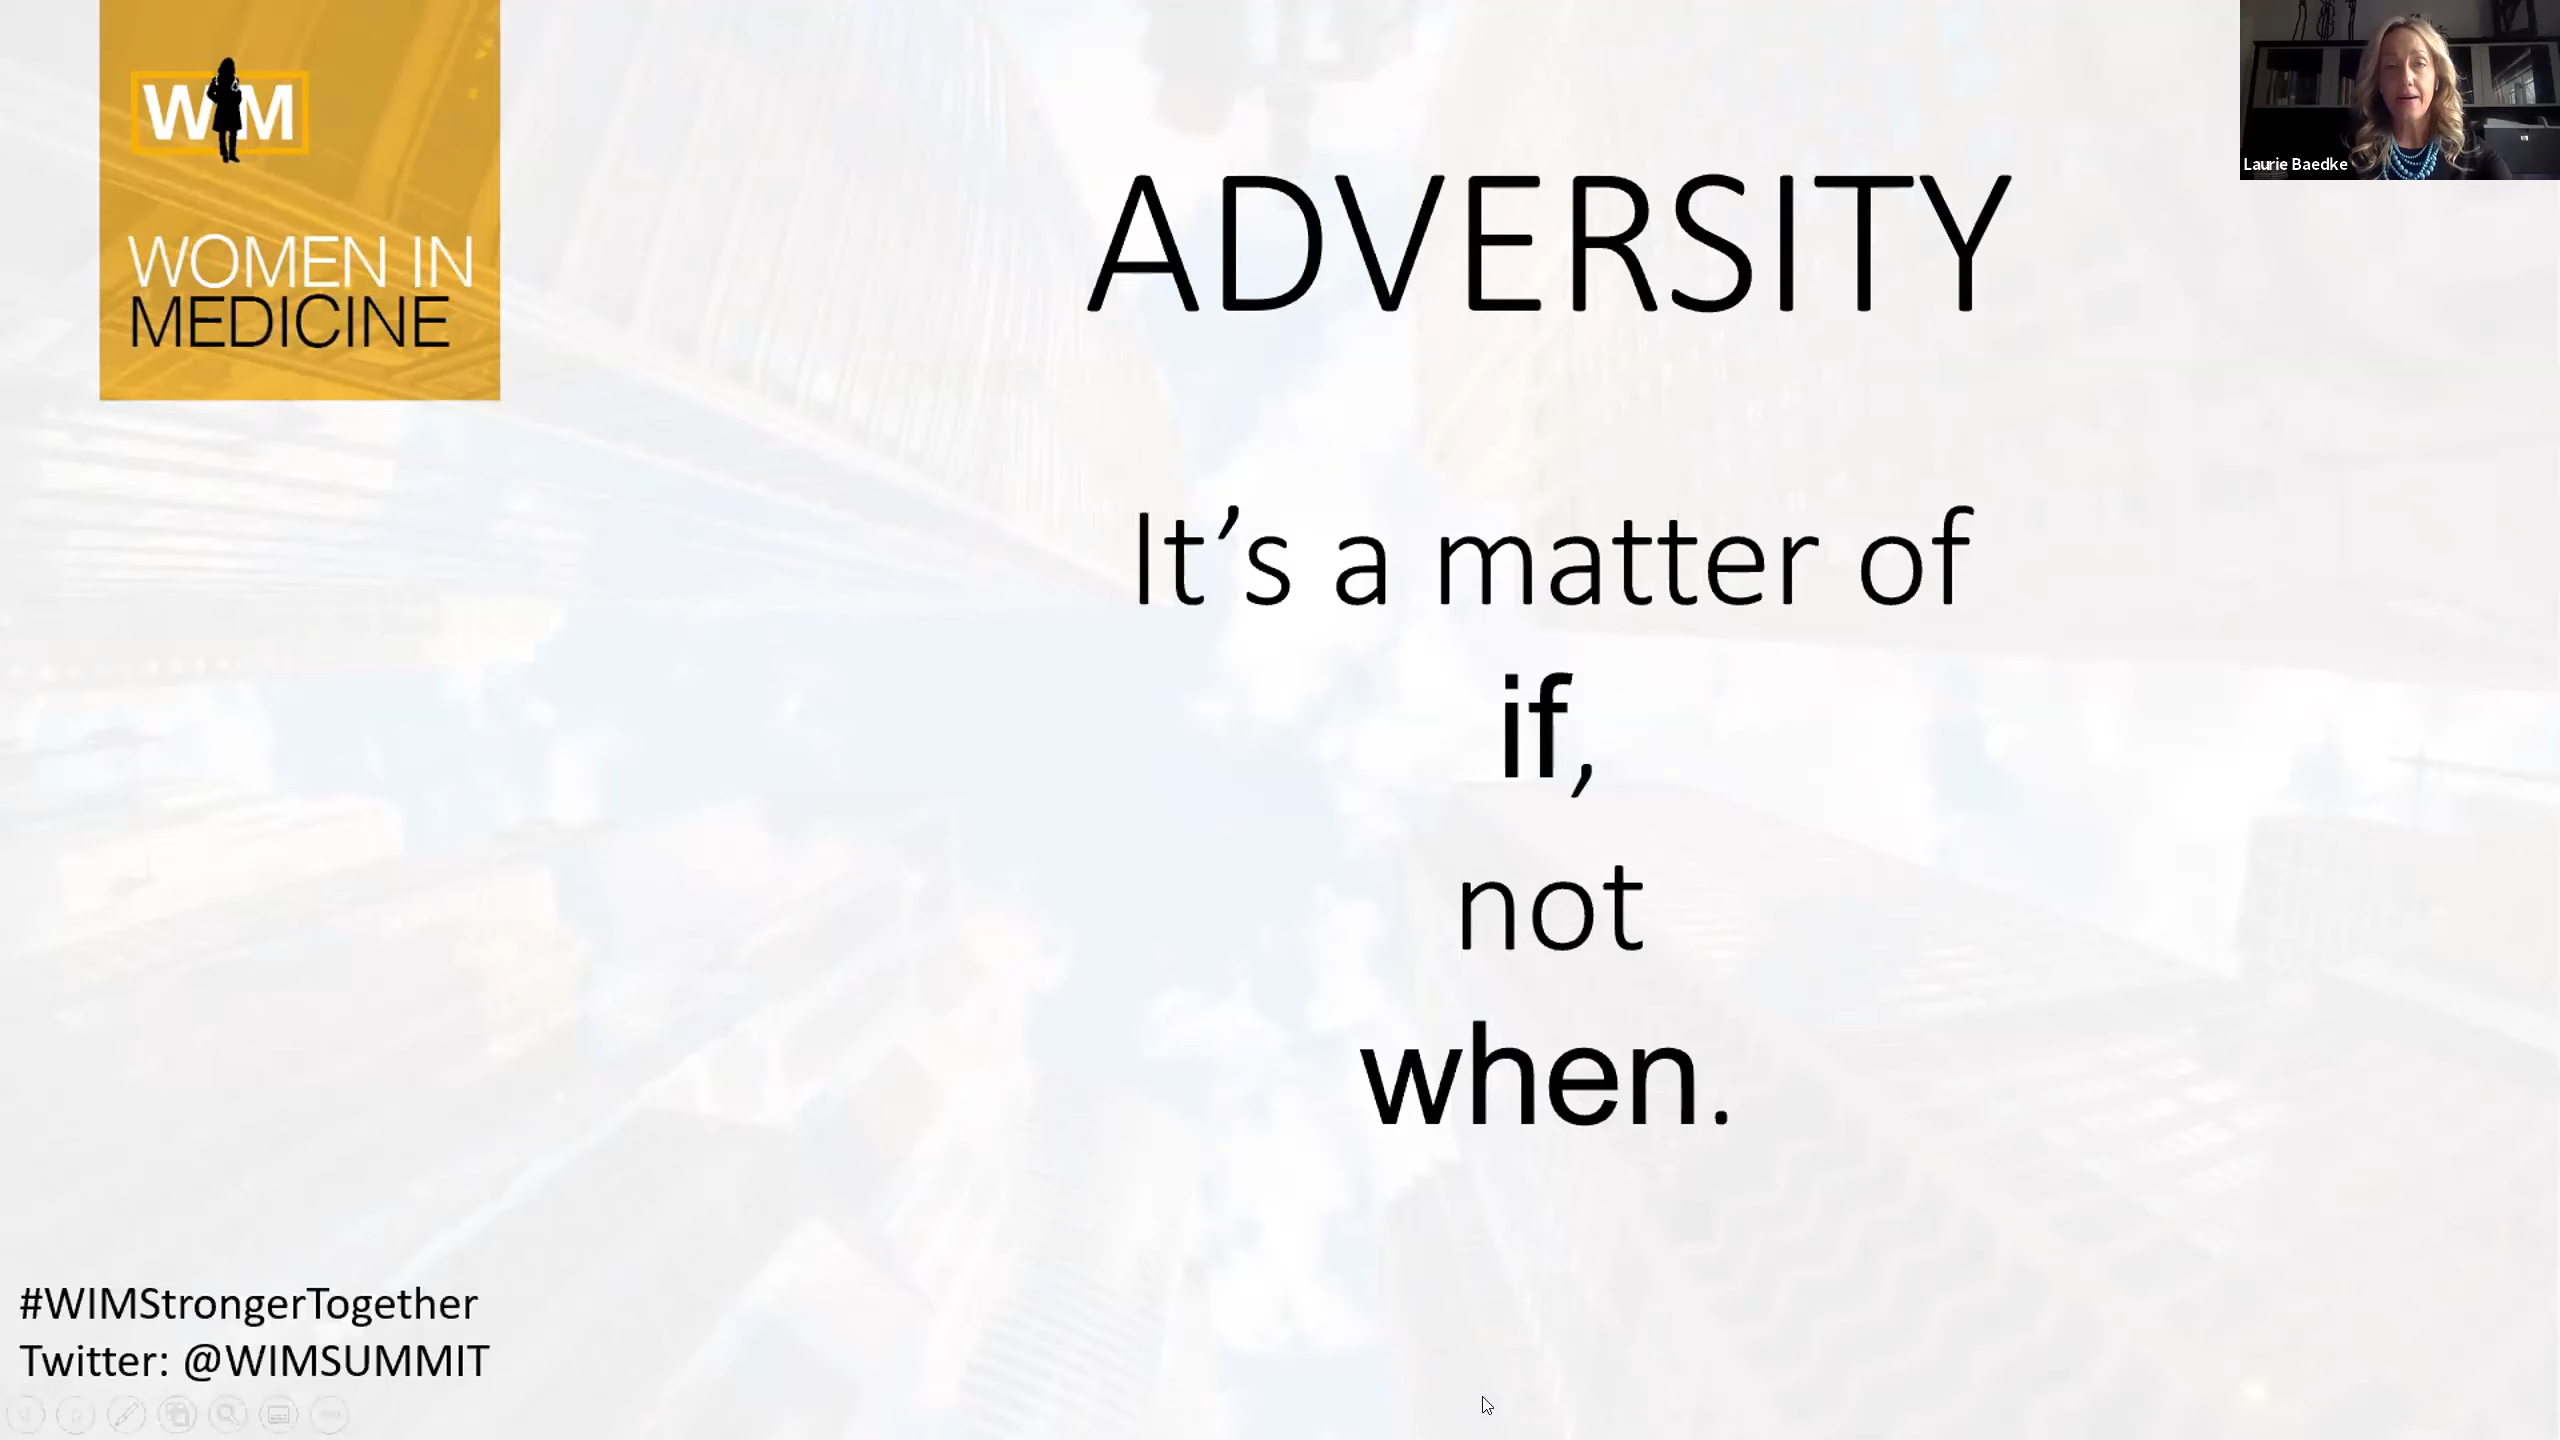 WIM
WOMEN IN
MEDICINE
Laurie Baedke
ADVERSITY
It’s a matter of
if,
not
when.
#WIMStrongerTogether
Twitter: @WIMSUMMIT